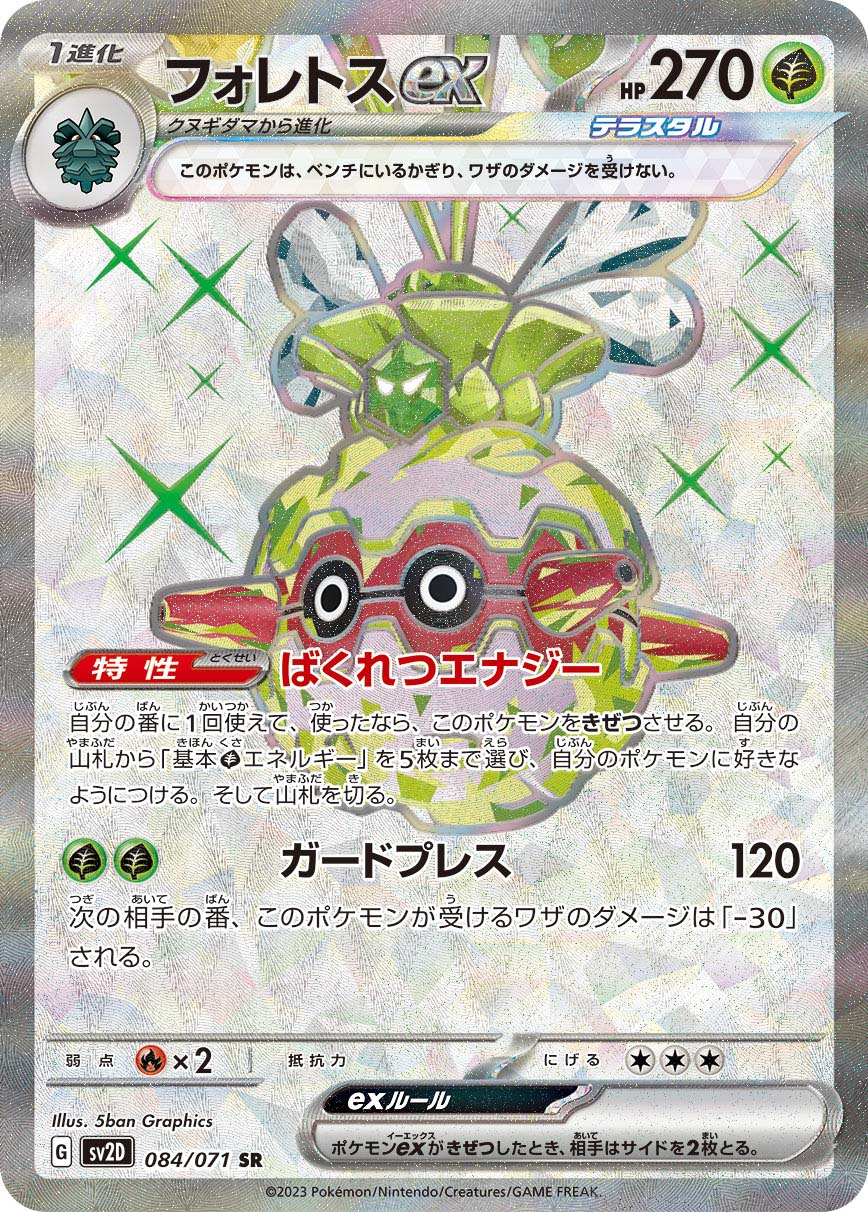 1進化
フォレトスex HP270
クヌギダマから進化 テラスタル
このポケモンは、ベンチにいるかぎり、ワザのダメージを受けない。
特性 とくせい ばくれつエナジー
自分の番に1回使えて、使ったなら、このポケモンをきぜつさせる。自分の
山札から「基本エネルギー」を5枚まで選び、自分のポケモンに好きな
ようにつける。そして山札を切る。
ガードプレス 120
次の相手の番、このポケモンが受けるワザのダメージは「-30」
される。
弱点 ×2 抵抗力 にげる
exルール
ポケモンexがきぜつしたとき、相手はサイドを2枚とる。
Illus. 5ban Graphics
G sv2D 084/071 SR
©2023 Pokémon/Nintendo/Creatures/GAME FREAK.